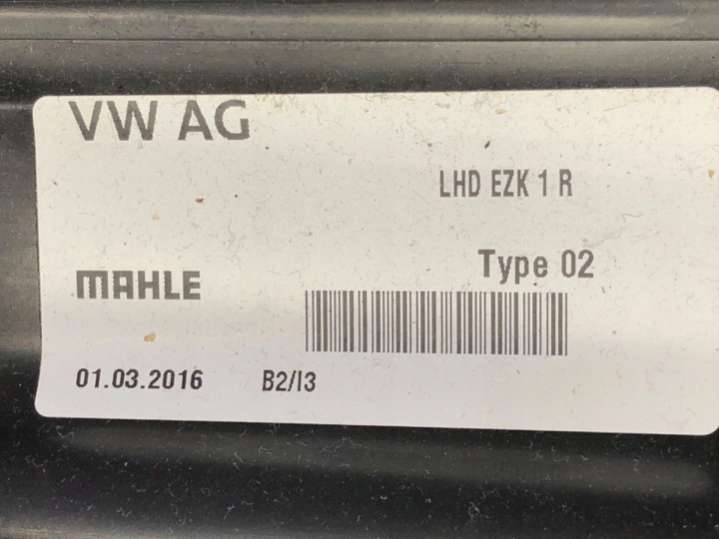 VW AG
LHD EZK 1 R
Type 02
MAHLE
01.03.2016 B2/I3